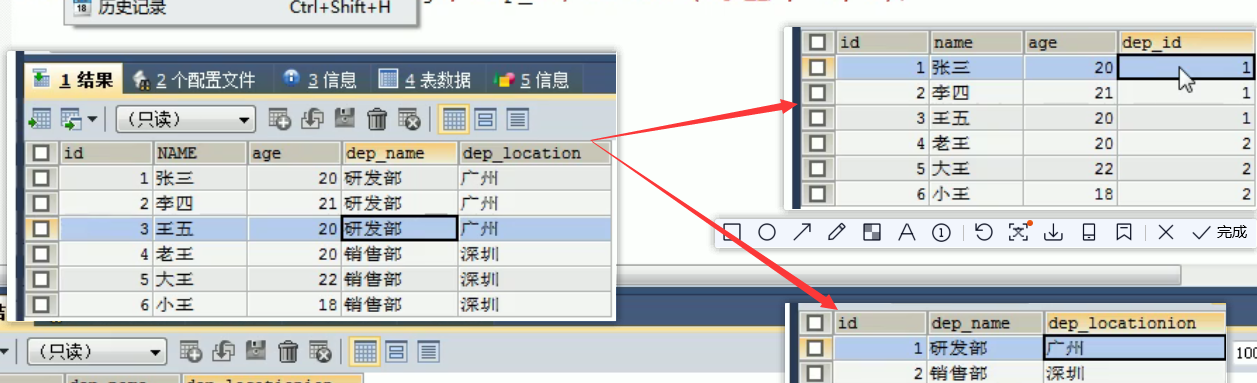 历史记录 Ctrl+Shift+H
1 结果 2 个配置文件 3 信息 4 表数据 5 信息
（只读）
id NAME age dep_name dep_location
1 张三 20 研发部 广州
2 李四 21 研发部 广州
3 王五 20 研发部 广州
4 老王 20 销售部 深圳
5 大王 22 销售部 深圳
6 小王 18 销售部 深圳
id name age dep_id
1 张三 20 1
2 李四 21 1
3 王五 20 1
4 老王 20 2
5 大王 22 2
6 小王 18 2
完成
（只读）
id dep_name dep_locationion
1 研发部 广州
2 销售部 深圳
100
dep_name dep_locationion